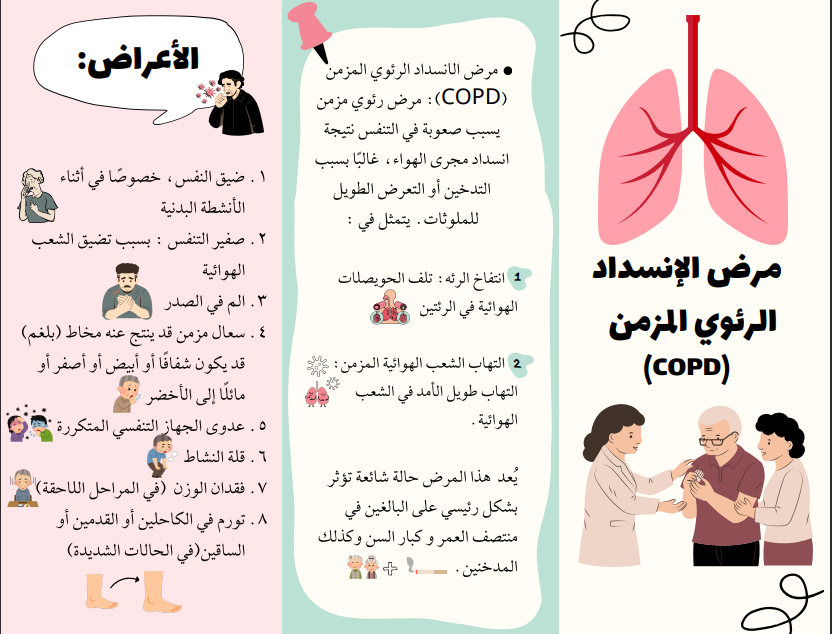 مرض الإنسداد
الرئوي المزمن
(COPD)
● مرض الانسداد الرئوي المزمن
(COPD): مرض رئوي مزمن
يسبب صعوبة في التنفس نتيجة
انسداد مجرى الهواء، غالبًا بسبب
التدخين أو التعرض الطويل
للملوثات. يتمثل في :
1 انتفاخ الرئه: تلف الحويصلات
الهوائية في الرئتين
2 التهاب الشعب الهوائية المزمن:
التهاب طويل الأمد في الشعب
الهوائية.
يُعد هذا المرض حالة شائعة تؤثر
بشكل رئيسي على البالغين في
منتصف العمر و كبار السن وكذلك
المدخنين.
الأعراض:
١. ضيق النفس، خصوصًا في أثناء
الأنشطة البدنية
٢. صفير التنفس : بسبب تضيق الشعب
الهوائية
٣. الم في الصدر
٤. سعال مزمن قد ينتج عنه مخاط (بلغم)
قد يكون شفافًا أو أبيض أو أصفر أو
مائلًا إلى الأخضر
٥. عدوى الجهاز التنفسي المتكررة
٦. قلة النشاط
٧. فقدان الوزن (في المراحل اللاحقة)
٨. تورم في الكاحلين أو القدمين أو
الساقين(في الحالات الشديدة)